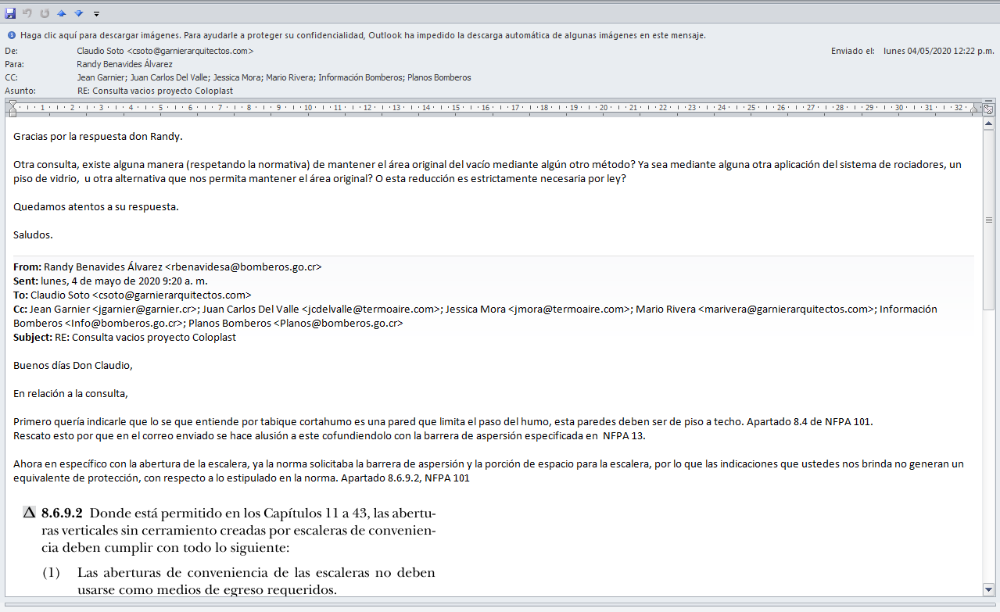 Haga clic aquí para descargar imágenes. Para ayudarle a proteger su confidencialidad, Outlook ha impedido la descarga automática de algunas imágenes en este mensaje.
De: Claudio Soto <csoto@garnierarquitectos.com> Enviado el: lunes 04/05/2020 12:22 p.m.
Para: Randy Benavides Álvarez
CC: Jean Garnier; Juan Carlos Del Valle; Jessica Mora; Mario Rivera; Información Bomberos; Planos Bomberos
Asunto: RE: Consulta vacios proyecto Coloplast
1 2 3 4 5 6 7 8 9 10 11 12 13 14 15 16 17 18 19 20 21 22 23 24 25 26 27 28 29 30 31 32
Gracias por la respuesta don Randy.
Otra consulta, existe alguna manera (respetando la normativa) de mantener el área original del vacío mediante algún otro método? Ya sea mediante alguna otra aplicación del sistema de rociadores, un
piso de vidrio, u otra alternativa que nos permita mantener el área original? O esta reducción es estrictamente necesaria por ley?
Quedamos atentos a su respuesta.
Saludos.
From: Randy Benavides Álvarez <rbenavidesa@bomberos.go.cr>
Sent: lunes, 4 de mayo de 2020 9:20 a. m.
To: Claudio Soto <csoto@garnierarquitectos.com>
Cc: Jean Garnier <jgarnier@garnier.cr>; Juan Carlos Del Valle <jcdelvalle@termoaire.com>; Jessica Mora <jmora@termoaire.com>; Mario Rivera <marivera@garnierarquitectos.com>; Información
Bomberos <Info@bomberos.go.cr>; Planos Bomberos <Planos@bomberos.go.cr>
Subject: RE: Consulta vacios proyecto Coloplast
Buenos días Don Claudio,
En relación a la consulta,
Primero quería indicarle que lo se que entiende por tabique cortahumo es una pared que limita el paso del humo, esta paredes deben ser de piso a techo. Apartado 8.4 de NFPA 101.
Rescato esto por que en el correo enviado se hace alusión a este cofundiendolo con la barrera de aspersión especificada en NFPA 13.
Ahora en específico con la abertura de la escalera, ya la norma solicitaba la barrera de aspersión y la porción de espacio para la escalera, por lo que las indicaciones que ustedes nos brinda no generan un
equivalente de protección, con respecto a lo estipulado en la norma. Apartado 8.6.9.2, NFPA 101
Δ 8.6.9.2 Donde está permitido en los Capítulos 11 a 43, las abertu-
ras verticales sin cerramiento creadas por escaleras de convenien-
cia deben cumplir con todo lo siguiente:
(1) Las aberturas de conveniencia de las escaleras no deben
usarse como medios de egreso requeridos.